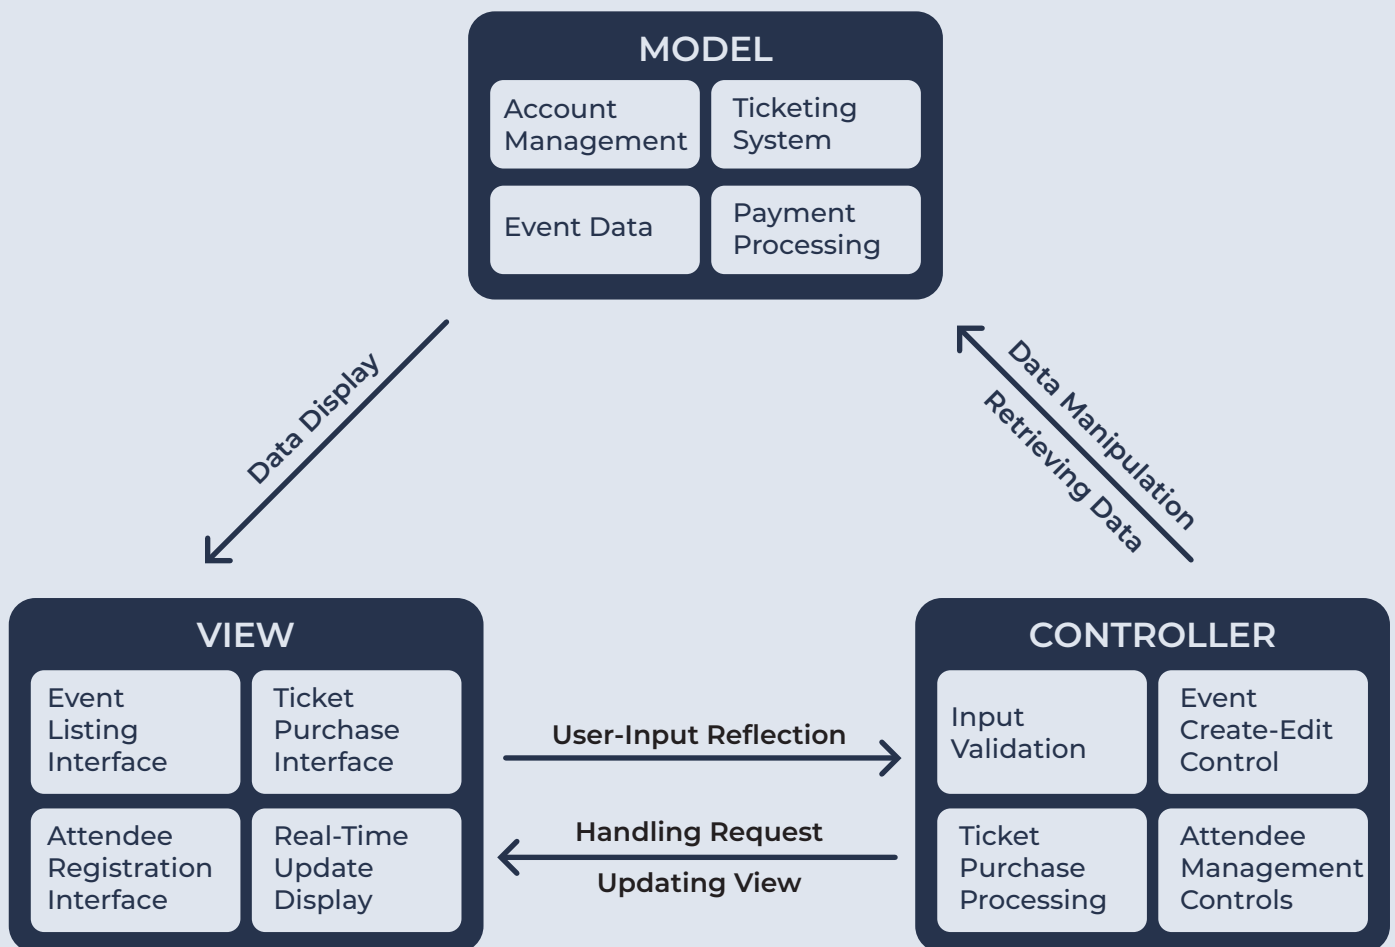 MODEL
Account
Management
Ticketing
System
Event Data
Payment
Processing
Data Display
Data Manipulation
Retrieving Data
VIEW
Event
Listing
Interface
Ticket
Purchase
Interface
Attendee
Registration
Interface
Real-Time
Update
Display
User-Input Reflection
Handling Request
Updating View
CONTROLLER
Input
Validation
Event
Create-Edit
Control
Ticket
Purchase
Processing
Attendee
Management
Controls